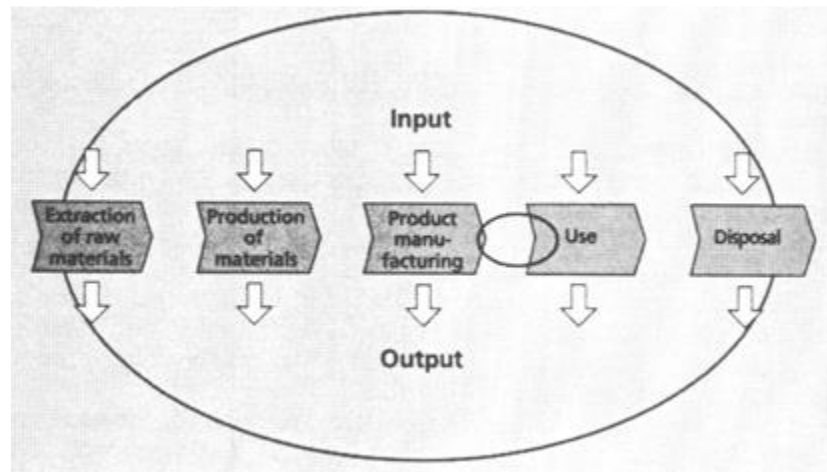 Input
Extraction
of raw
materials
Production
of
materials
Product
manu-
facturing
Use
Disposal
Output